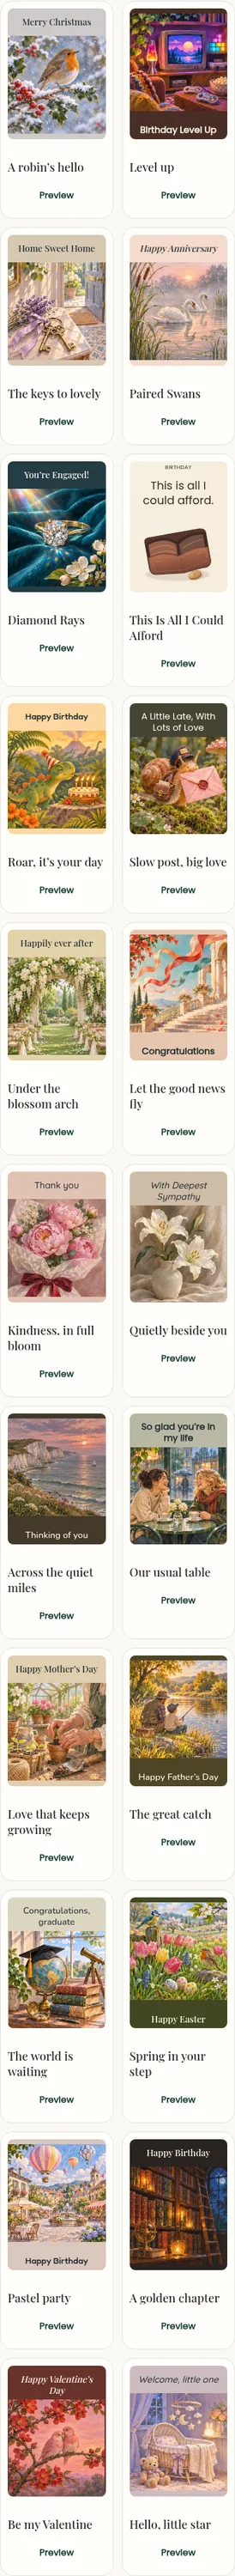 Merry Christmas
A robin's hello
Preview
Birthday Level Up
Level up
Preview
Home Sweet Home
The keys to lovely
Preview
Happy Anniversary
Paired Swans
Preview
You're Engaged!
Diamond Rays
Preview
BIRTHDAY
This is all I
could afford.
This Is All I Could
Afford
Preview
Happy Birthday
Roar, it's your day
Preview
A Little Late, With
Lots of Love
Slow post, big love
Preview
Happily ever after
Under the
blossom arch
Preview
Congratulations
Let the good news
fly
Preview
Thank you
Kindness, in full
bloom
Preview
With Deepest
Sympathy
Quietly beside you
Preview
Thinking of you
Across the quiet
miles
Preview
So glad you're in
my life
Our usual table
Preview
Happy Mother's Day
Love that keeps
growing
Preview
Happy Father's Day
The great catch
Preview
Congratulations,
graduate
The world is
waiting
Preview
Happy Easter
Spring in your
step
Preview
Happy Birthday
Pastel party
Preview
Happy Birthday
A golden chapter
Preview
Happy Valentine's
Day
Be my Valentine
Preview
Welcome, little one
Hello, little star
Preview